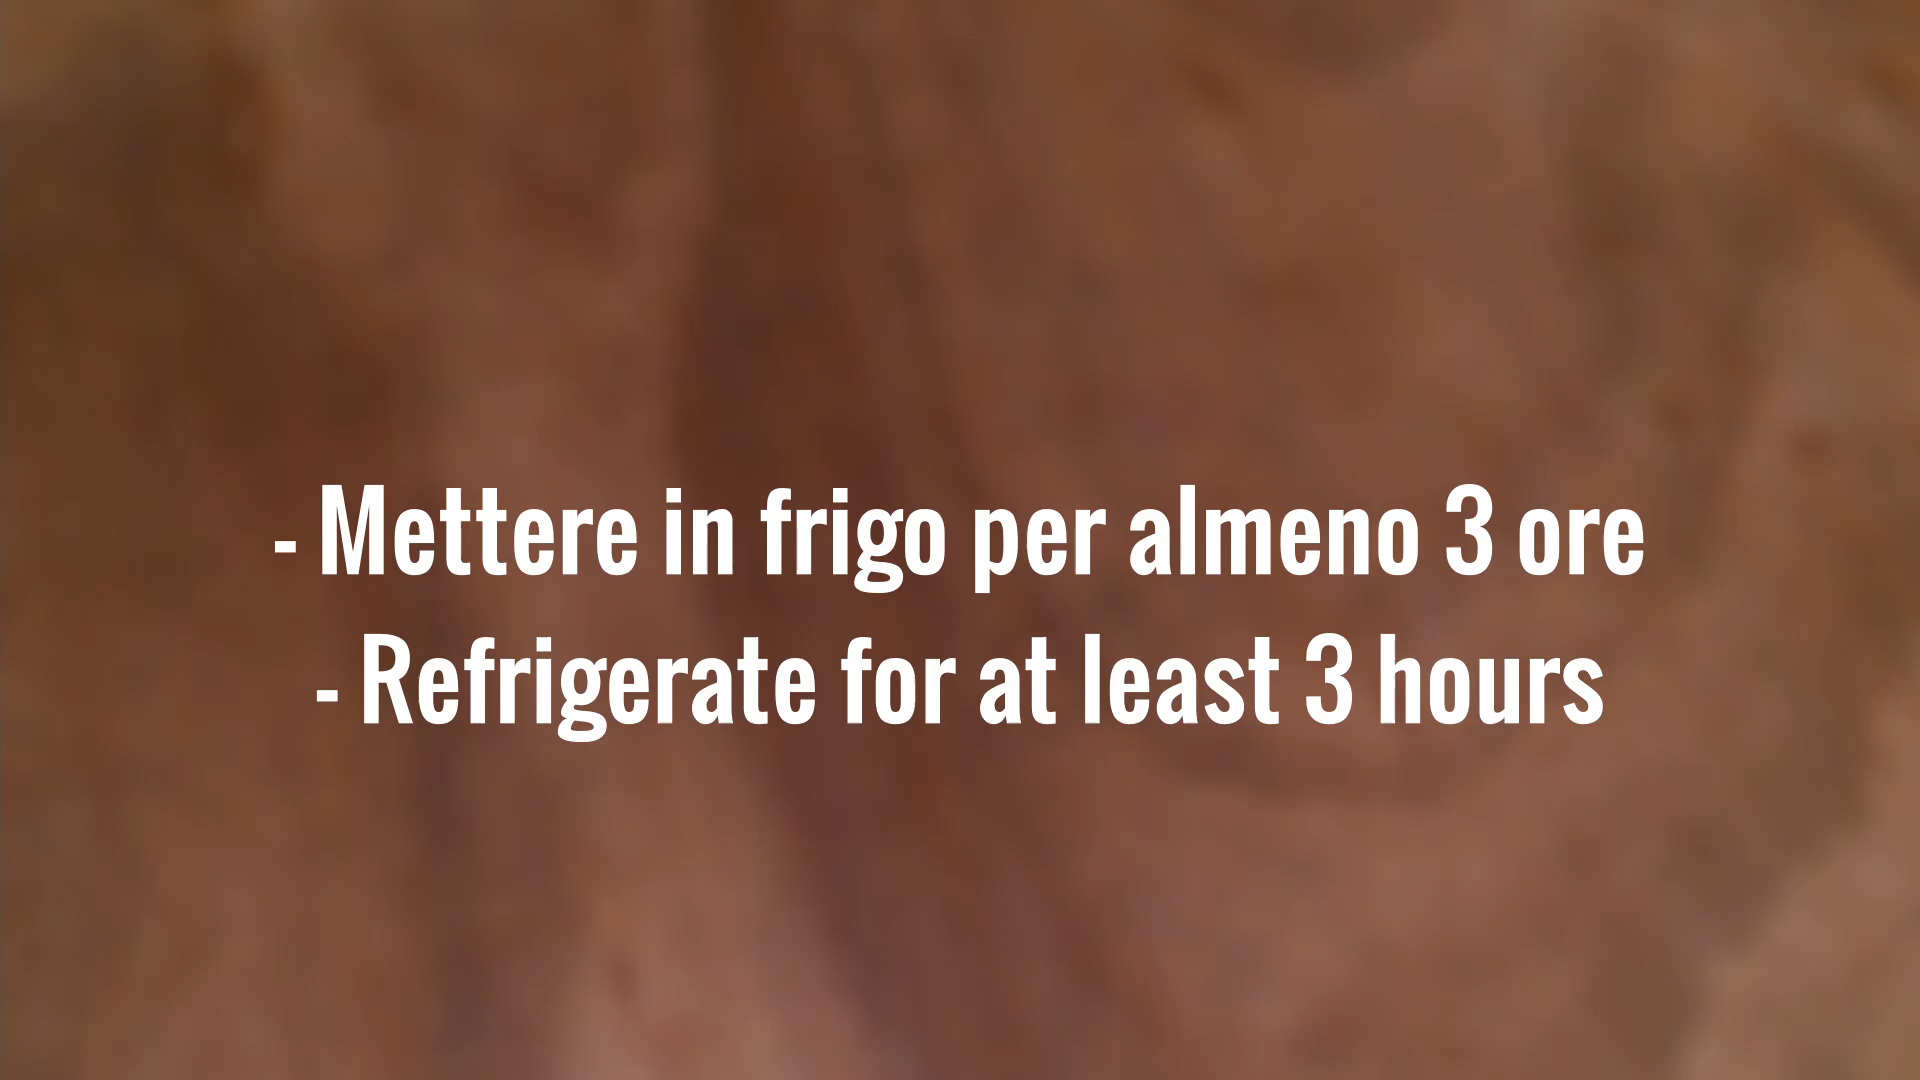 - Mettere in frigo per almeno 3 ore
- Refrigerate for at least 3 hours